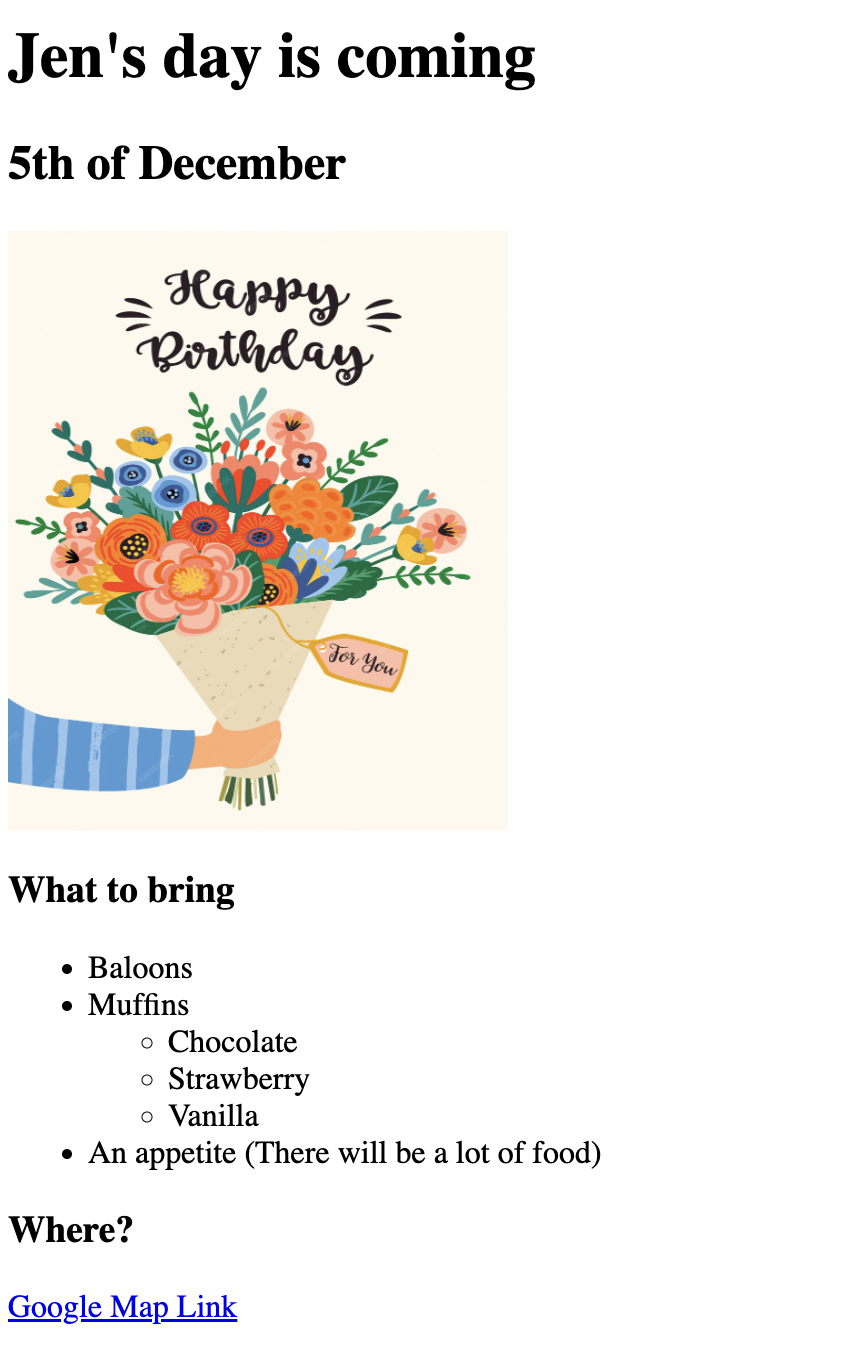 Jen's day is coming
5th of December
Happy
Birthday
For You
What to bring
Baloons
Muffins
Chocolate
Strawberry
Vanilla
An appetite (There will be a lot of food)
Where?
Google Map Link